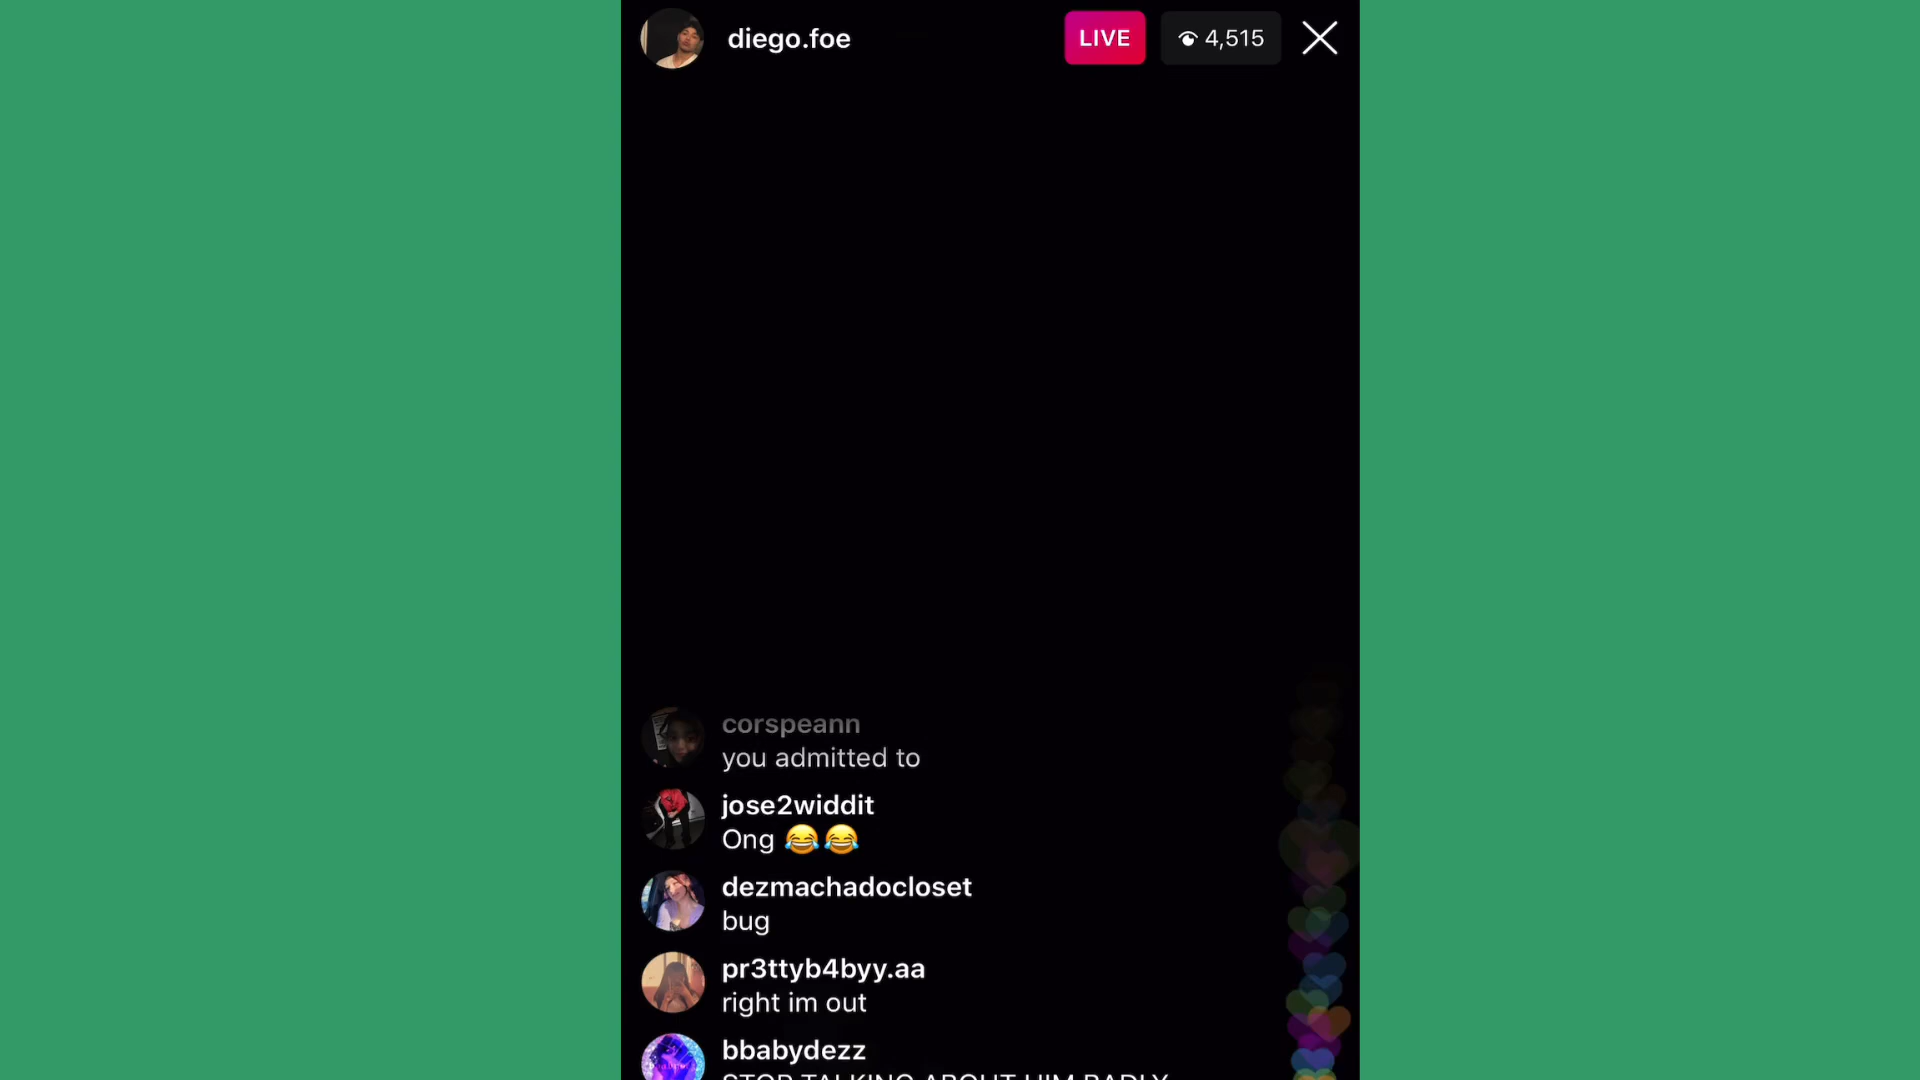 diego.foe
LIVE
4,515
corspeann
you admitted to
jose2widdit
Ong 😂😂
dezmachadocloset
bug
pr3ttyb4byy.aa
right im out
bbabydezz
STOP TALKING ABOUT HIM BADLY